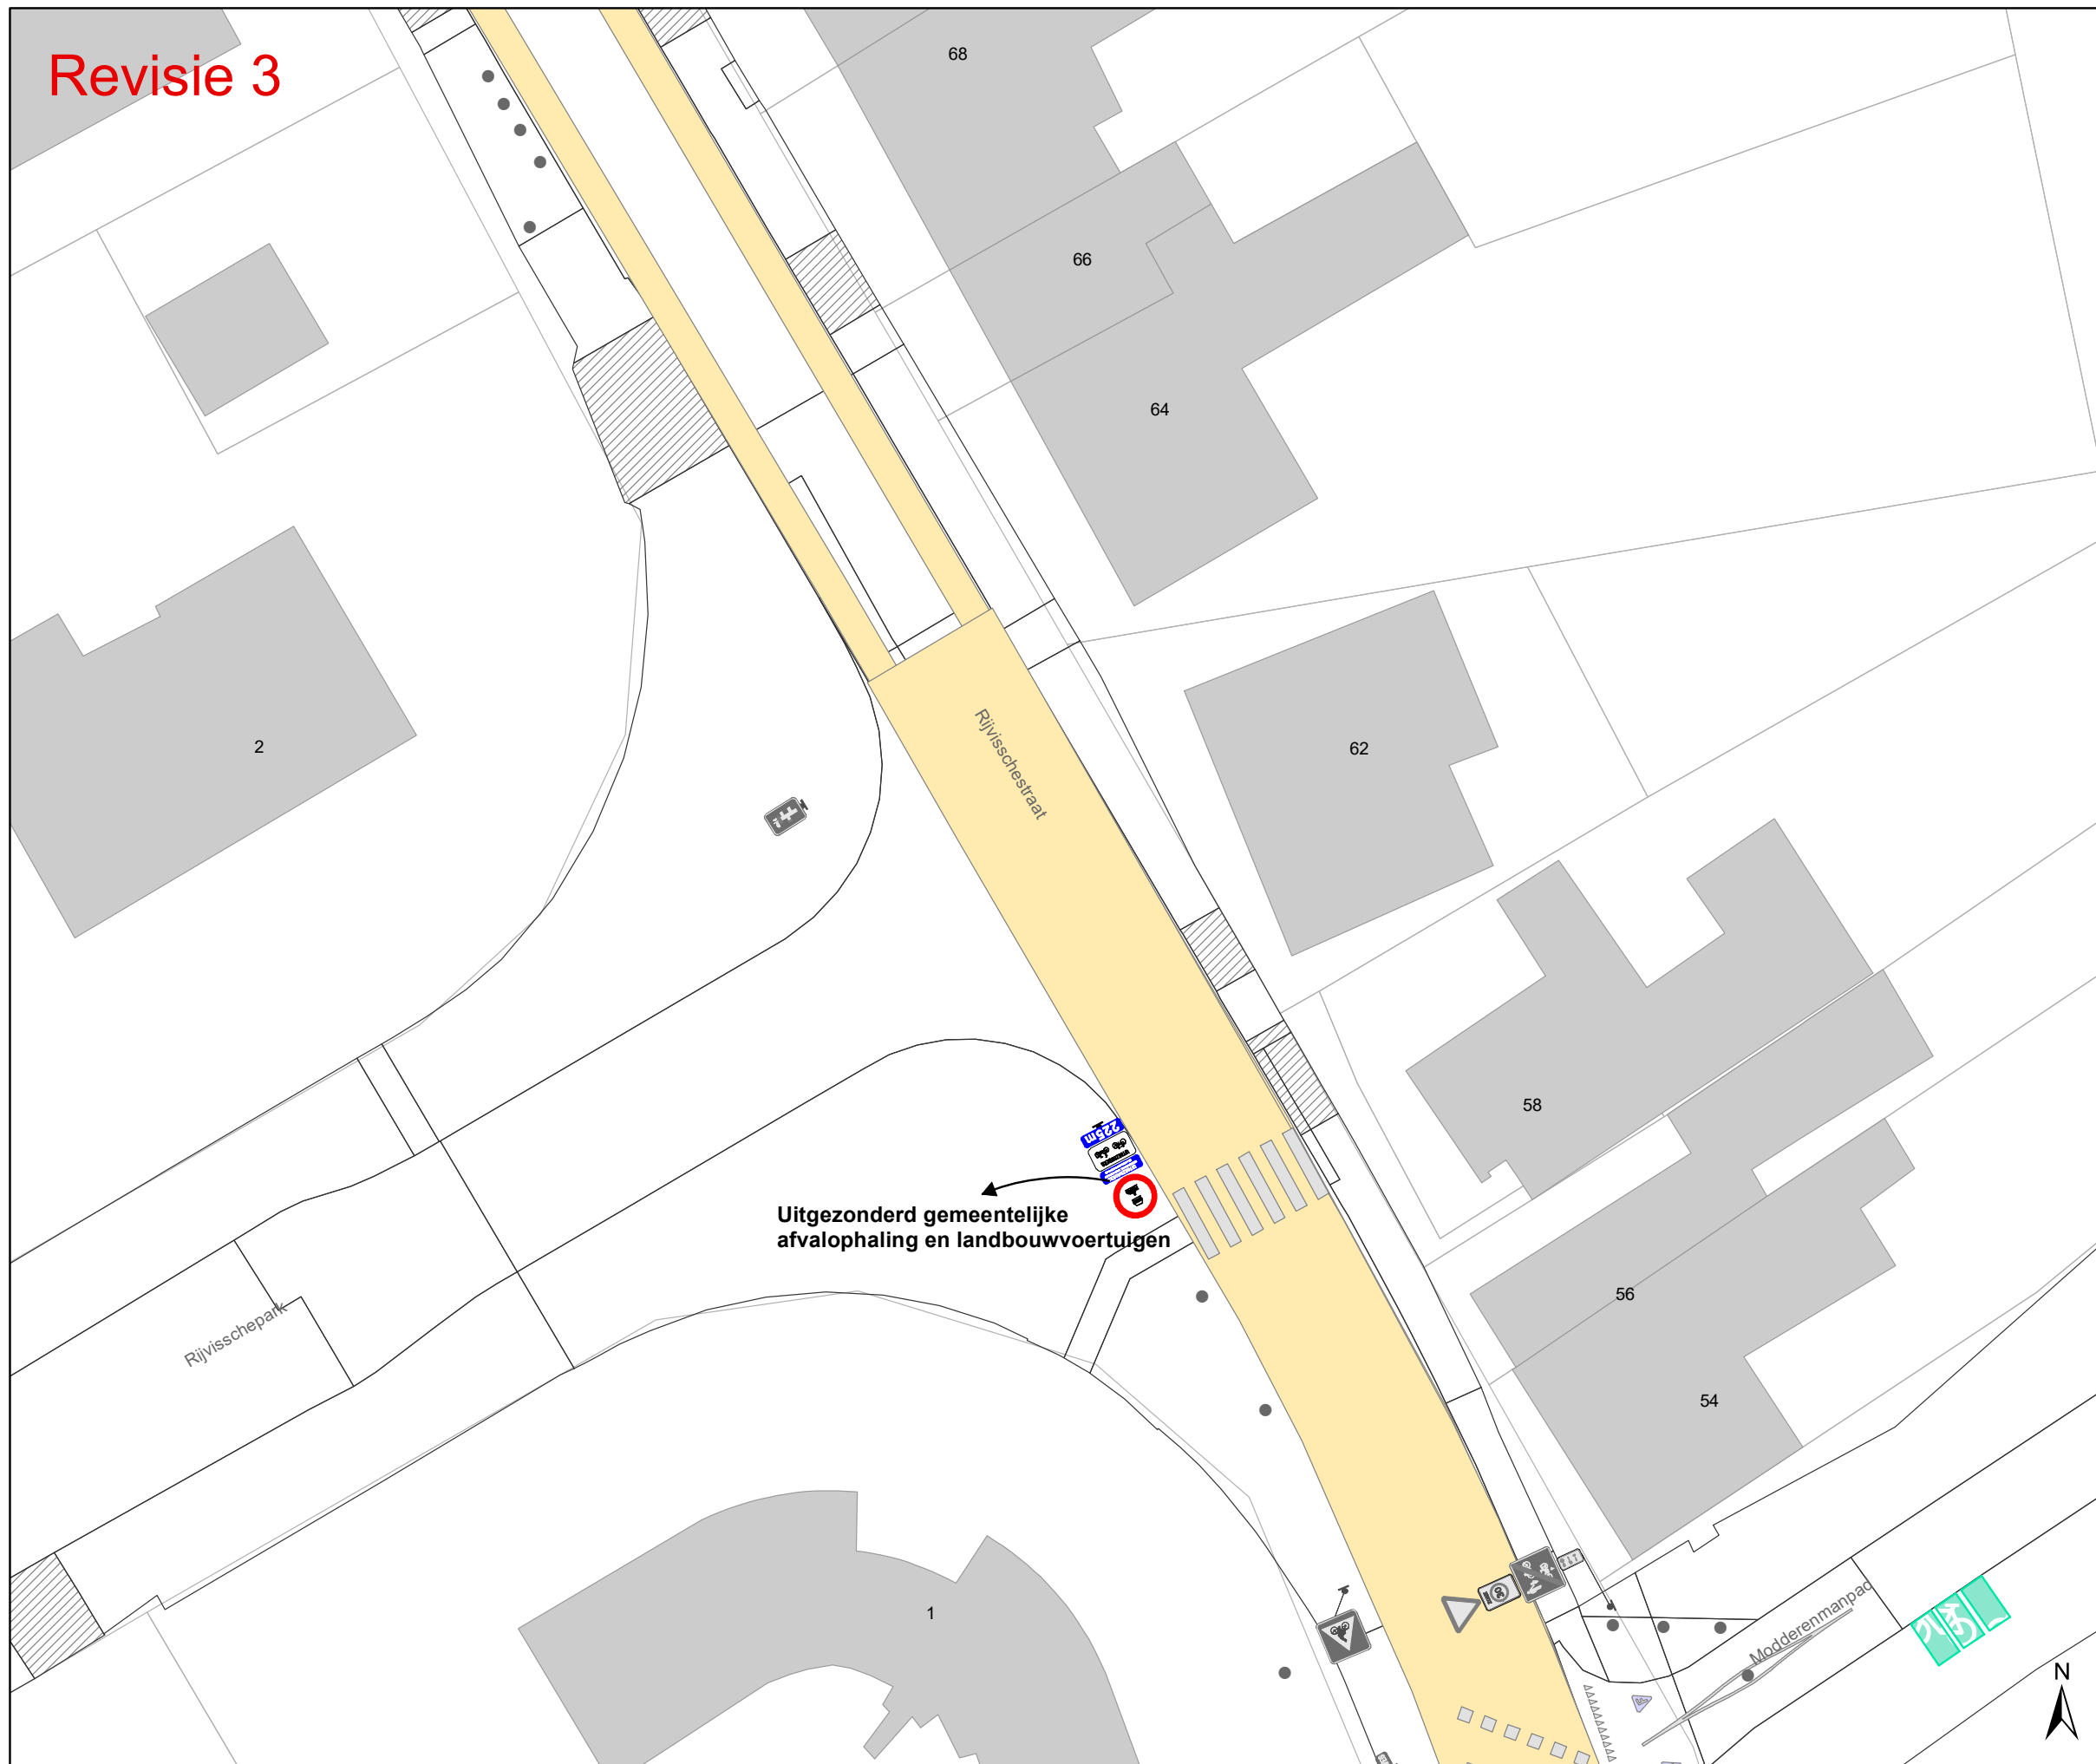 Revisie 3
68
66
64
2
Rijvisschestraat
62
225m
58
Uitgezonderd gemeentelijke
afvalophaling en landbouwvoertuigen
56
Rijvisschepark
54
1
Modderenmanpad
N